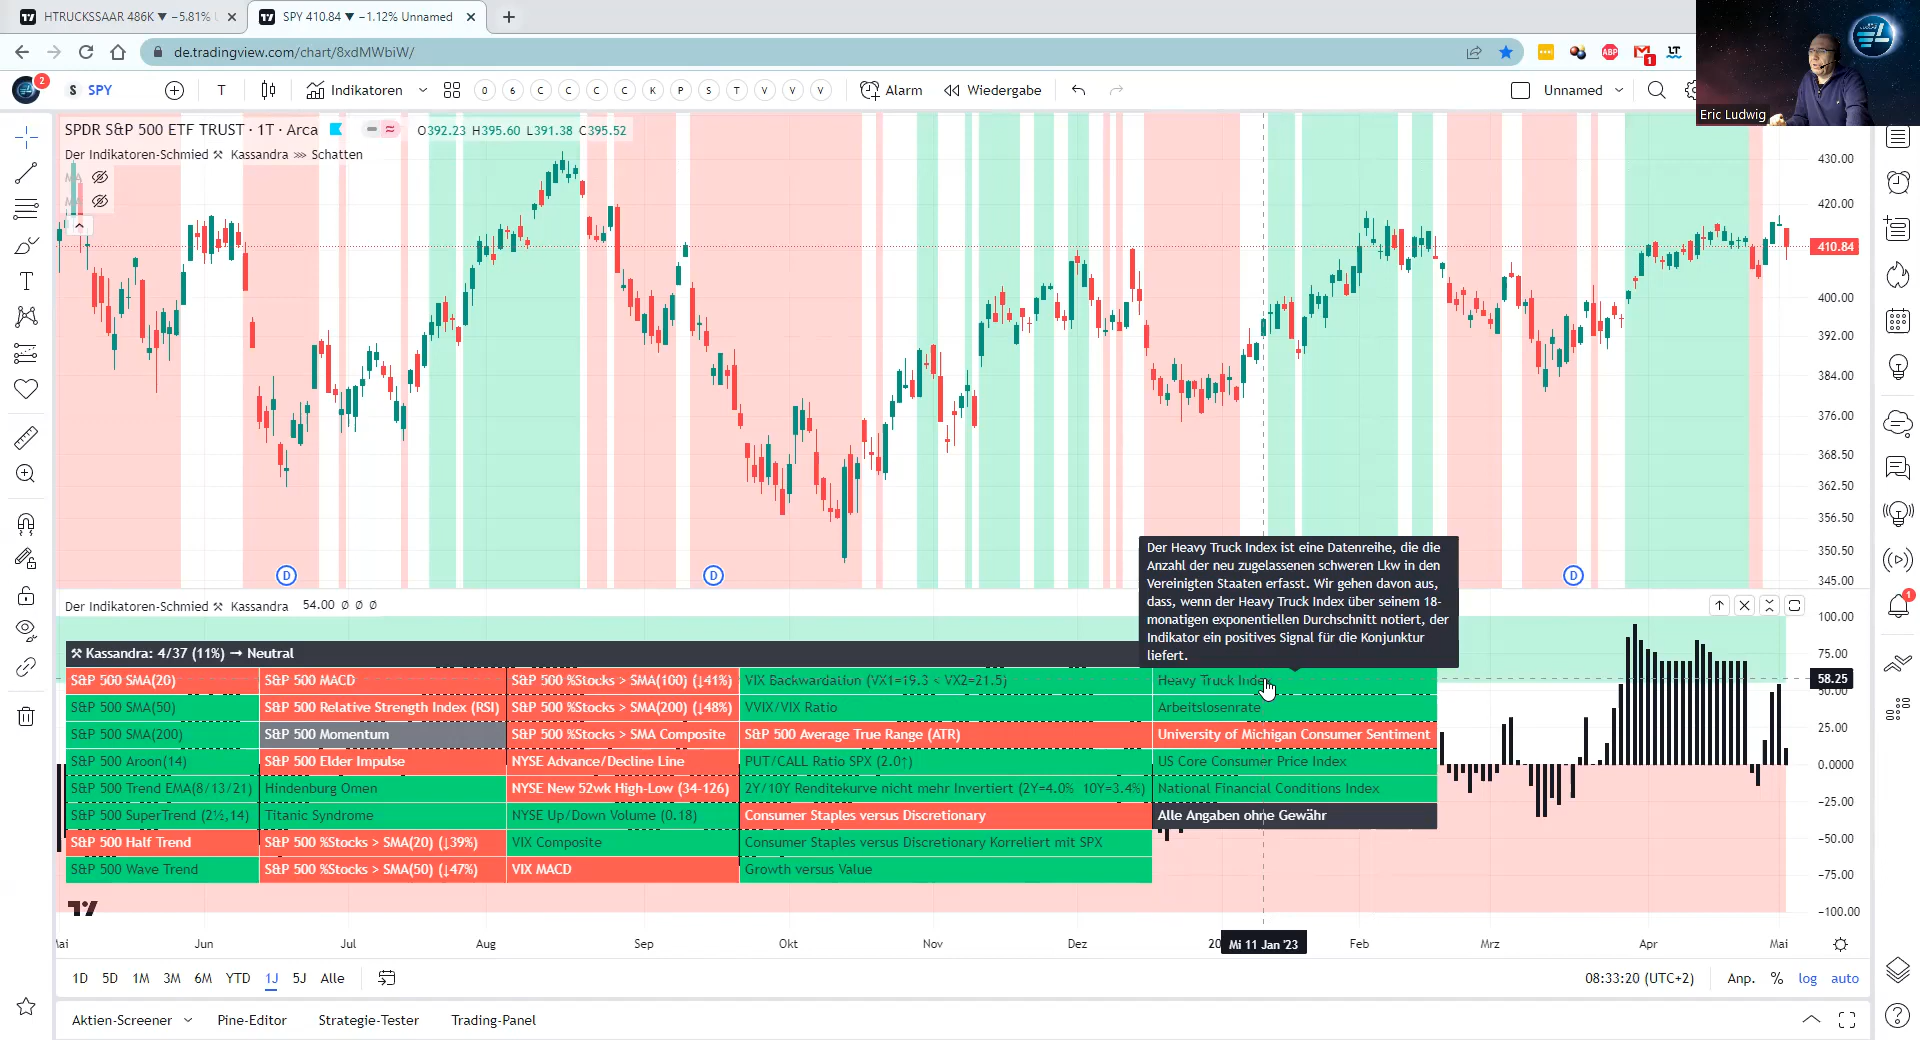 HTRUCKSSAAR 486K ▼ −5.81%
SPY 410.84 ▼ −1.12% Unnamed
de.tradingview.com/chart/8xdMWbiW/
ABP
1
LT
EL
Eric Ludwig
2
S SPY
T
Indikatoren
O 6 C C C C K P S T V V V
Alarm
Wiedergabe
Unnamed
SPDR S&P 500 ETF TRUST · 1T · Arca
O392.23 H395.60 L391.38 C395.52
Der Indikatoren-Schmied ⚒ Kassandra ⋙ Schatten
MA
430.00
420.00
410.84
400.00
392.00
384.00
376.00
368.50
362.50
356.50
350.50
345.00
D
D
D
Der Heavy Truck Index ist eine Datenreihe, die die
Anzahl der neu zugelassenen schweren Lkw in den
Vereinigten Staaten erfasst. Wir gehen davon aus,
dass, wenn der Heavy Truck Index über seinem 18-
monatigen exponentiellen Durchschnitt notiert, der
Indikator ein positives Signal für die Konjunktur
liefert.
Der Indikatoren-Schmied ⚒ Kassandra 54.00 ∅ ∅ ∅
1
100.00
75.00
58.25
50.00
25.00
0.0000
−25.00
−50.00
−75.00
−100.00
⚒ Kassandra: 4/37 (11%) → Neutral
S&P 500 SMA(20)
S&P 500 MACD
S&P 500 %Stocks > SMA(100) (↓41%)
VIX Backwardation (VX1=19.3 < VX2=21.5)
Heavy Truck Index
S&P 500 SMA(50)
S&P 500 Relative Strength Index (RSI)
S&P 500 %Stocks > SMA(200) (↓48%)
VVIX/VIX Ratio
Arbeitslosenrate
S&P 500 SMA(200)
S&P 500 Momentum
S&P 500 %Stocks > SMA Composite
S&P 500 Average True Range (ATR)
University of Michigan Consumer Sentiment
S&P 500 Aroon(14)
S&P 500 Elder Impulse
NYSE Advance/Decline Line
PUT/CALL Ratio SPX (2.0↑)
US Core Consumer Price Index
S&P 500 Trend EMA(8/13/21)
Hindenburg Omen
NYSE New 52wk High-Low (34-126)
2Y/10Y Renditekurve nicht mehr Invertiert (2Y=4.0% 10Y=3.4%)
National Financial Conditions Index
S&P 500 SuperTrend (2½,14)
Titanic Syndrome
NYSE Up/Down Volume (0.18)
Consumer Staples versus Discretionary
Alle Angaben ohne Gewähr
S&P 500 Half Trend
S&P 500 %Stocks > SMA(20) (↓39%)
VIX Composite
Consumer Staples versus Discretionary Korreliert mit SPX
S&P 500 Wave Trend
S&P 500 %Stocks > SMA(50) (↓47%)
VIX MACD
Growth versus Value
Mai Jun Jul Aug Sep Okt Nov Dez 20 Mi 11 Jan '23 Feb Mrz Apr Mai
1D 5D 1M 3M 6M YTD 1J 5J Alle
08:33:20 (UTC+2)
Anp. % log auto
Aktien-Screener
Pine-Editor
Strategie-Tester
Trading-Panel